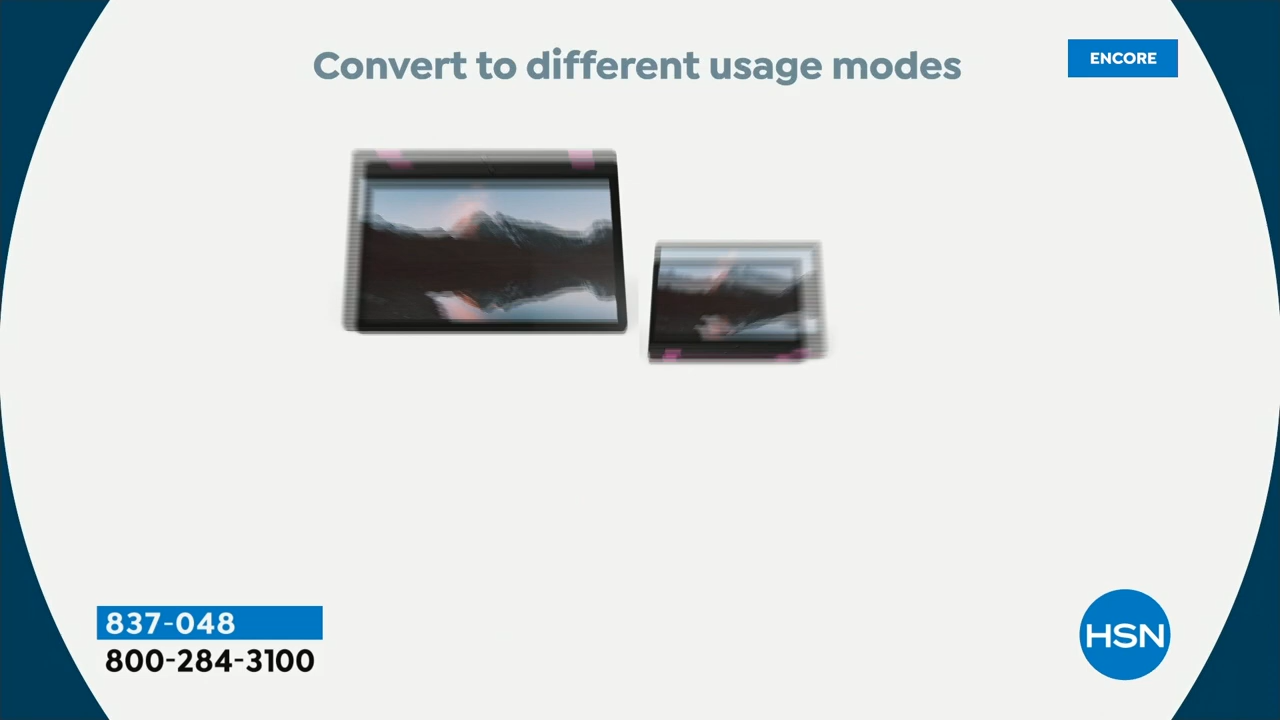 Convert to different usage modes
ENCORE
837-048
800-284-3100
HSN